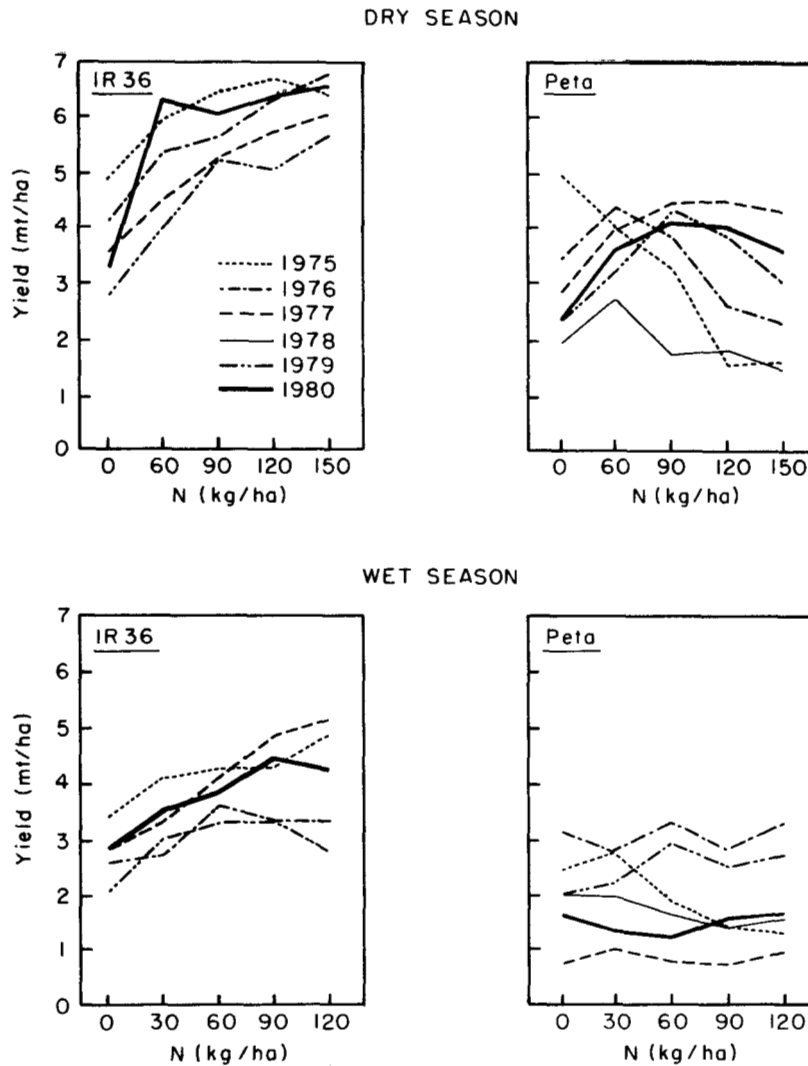 DRY SEASON
IR 36
Peta
Yield (mt/ha)
7
6
5
4
3
2
1
0
1975
1976
1977
1978
1979
1980
0 60 90 120 150
N (kg/ha)
0 60 90 120 150
N (kg/ha)
WET SEASON
IR 36
Peta
Yield (mt/ha)
7
6
5
4
3
2
1
0
0 30 60 90 120
N (kg/ha)
0 30 60 90 120
N (kg/ha)